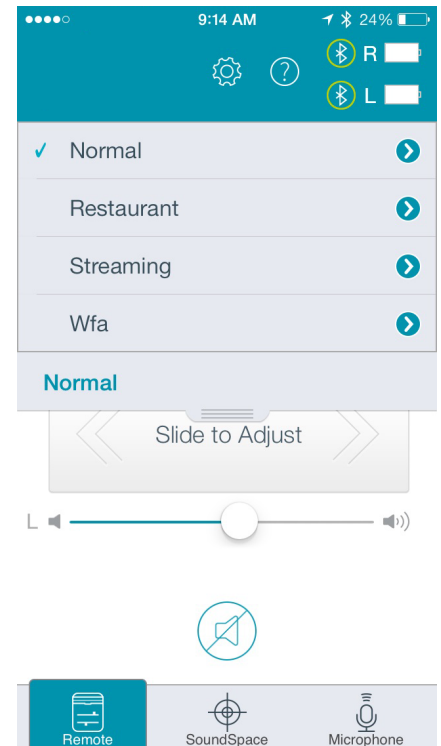 9:14 AM 24%
? R
L
✓ Normal
Restaurant
Streaming
Wfa
Normal
Slide to Adjust
L
Remote SoundSpace Microphone